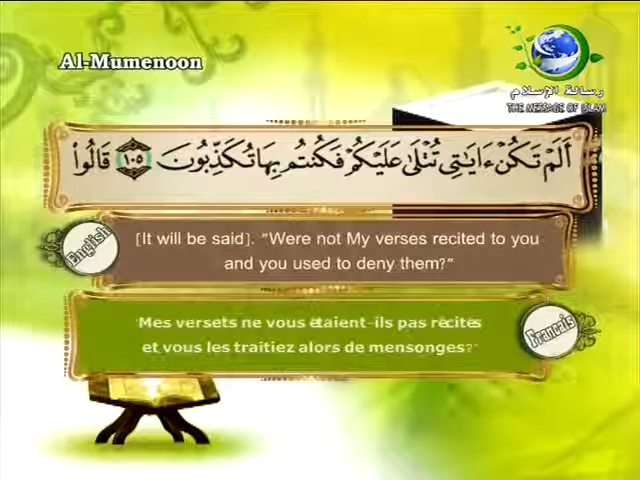 Al-Mumenoon
رسالة الإسلام
THE MESSAGE OF ISLAM
أَلَمْ تَكُنْ ءَايَٰتِى تُتْلَىٰ عَلَيْكُمْ فَكُنتُم بِهَا تُكَذِّبُونَ ١٠٥ قَالُوا۟
English
[It will be said]. “Were not My verses recited to you
and you used to deny them?”
Francais
"Mes versets ne vous étaient-ils pas récités
et vous les traitiez alors de mensonges?"